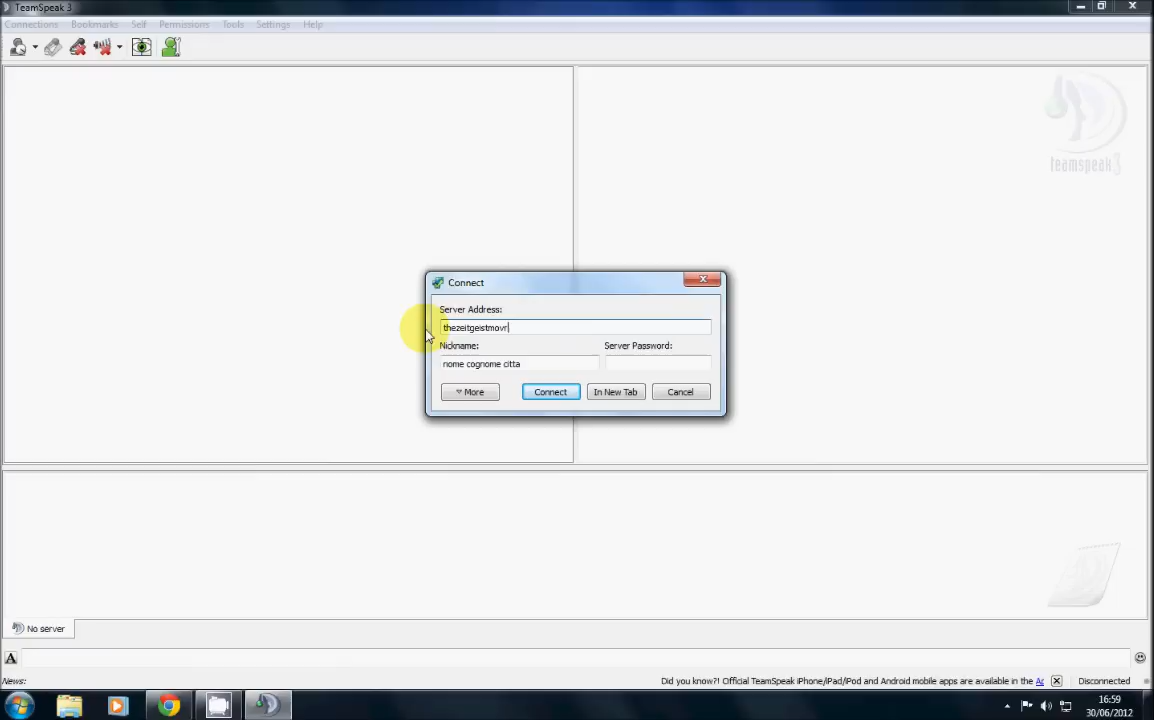 TeamSpeak 3
Connections Bookmarks Self Permissions Tools Settings Help
teamspeak3
Connect
Server Address:
thezeitgeistmovr
Nickname: Server Password:
nome cognome citta
More Connect In New Tab Cancel
No server
A
News: Did you know?! Official TeamSpeak iPhone/iPad/iPod and Android mobile apps are available in the Disconnected
16:59
30/06/2012